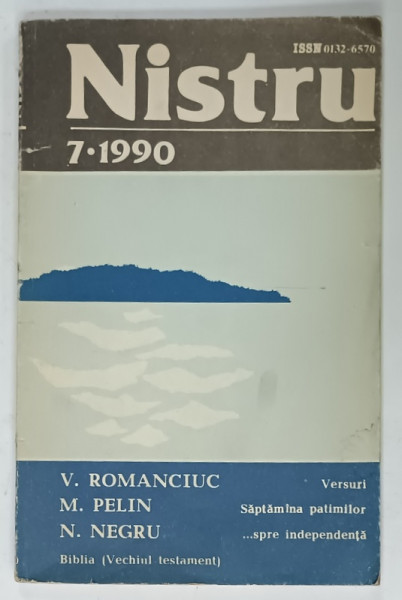 ISSN 0132-6570
Nistru
7·1990
V. ROMANCIUC Versuri
M. PELIN Săptămîna patimilor
N. NEGRU ...spre independenţă
Biblia (Vechiul testament)